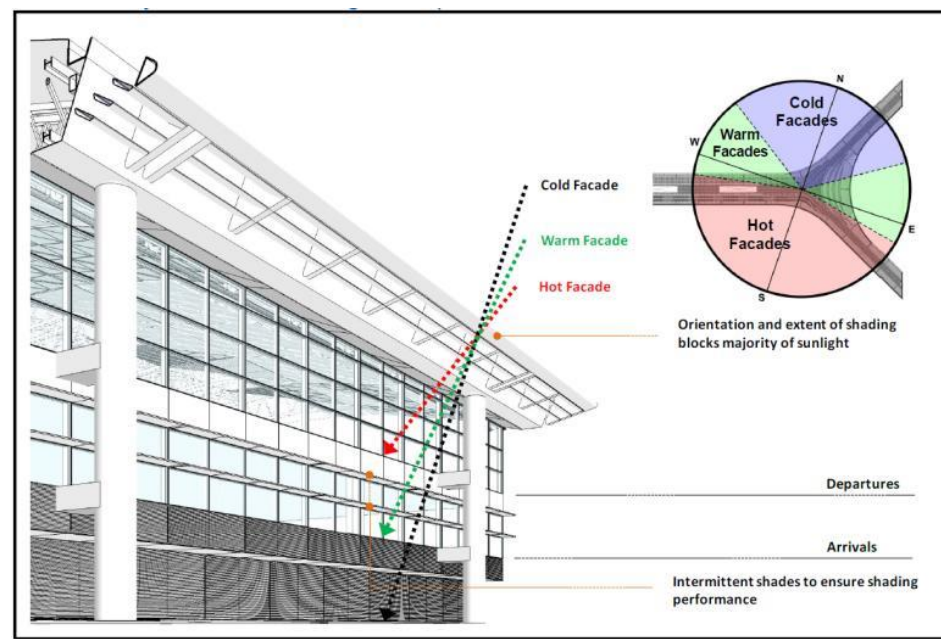 N
Cold
Facades
Warm
Facades
W
Hot
Facades
E
S
Cold Facade
Warm Facade
Hot Facade
Orientation and extent of shading
blocks majority of sunlight
Departures
Arrivals
Intermittent shades to ensure shading
performance